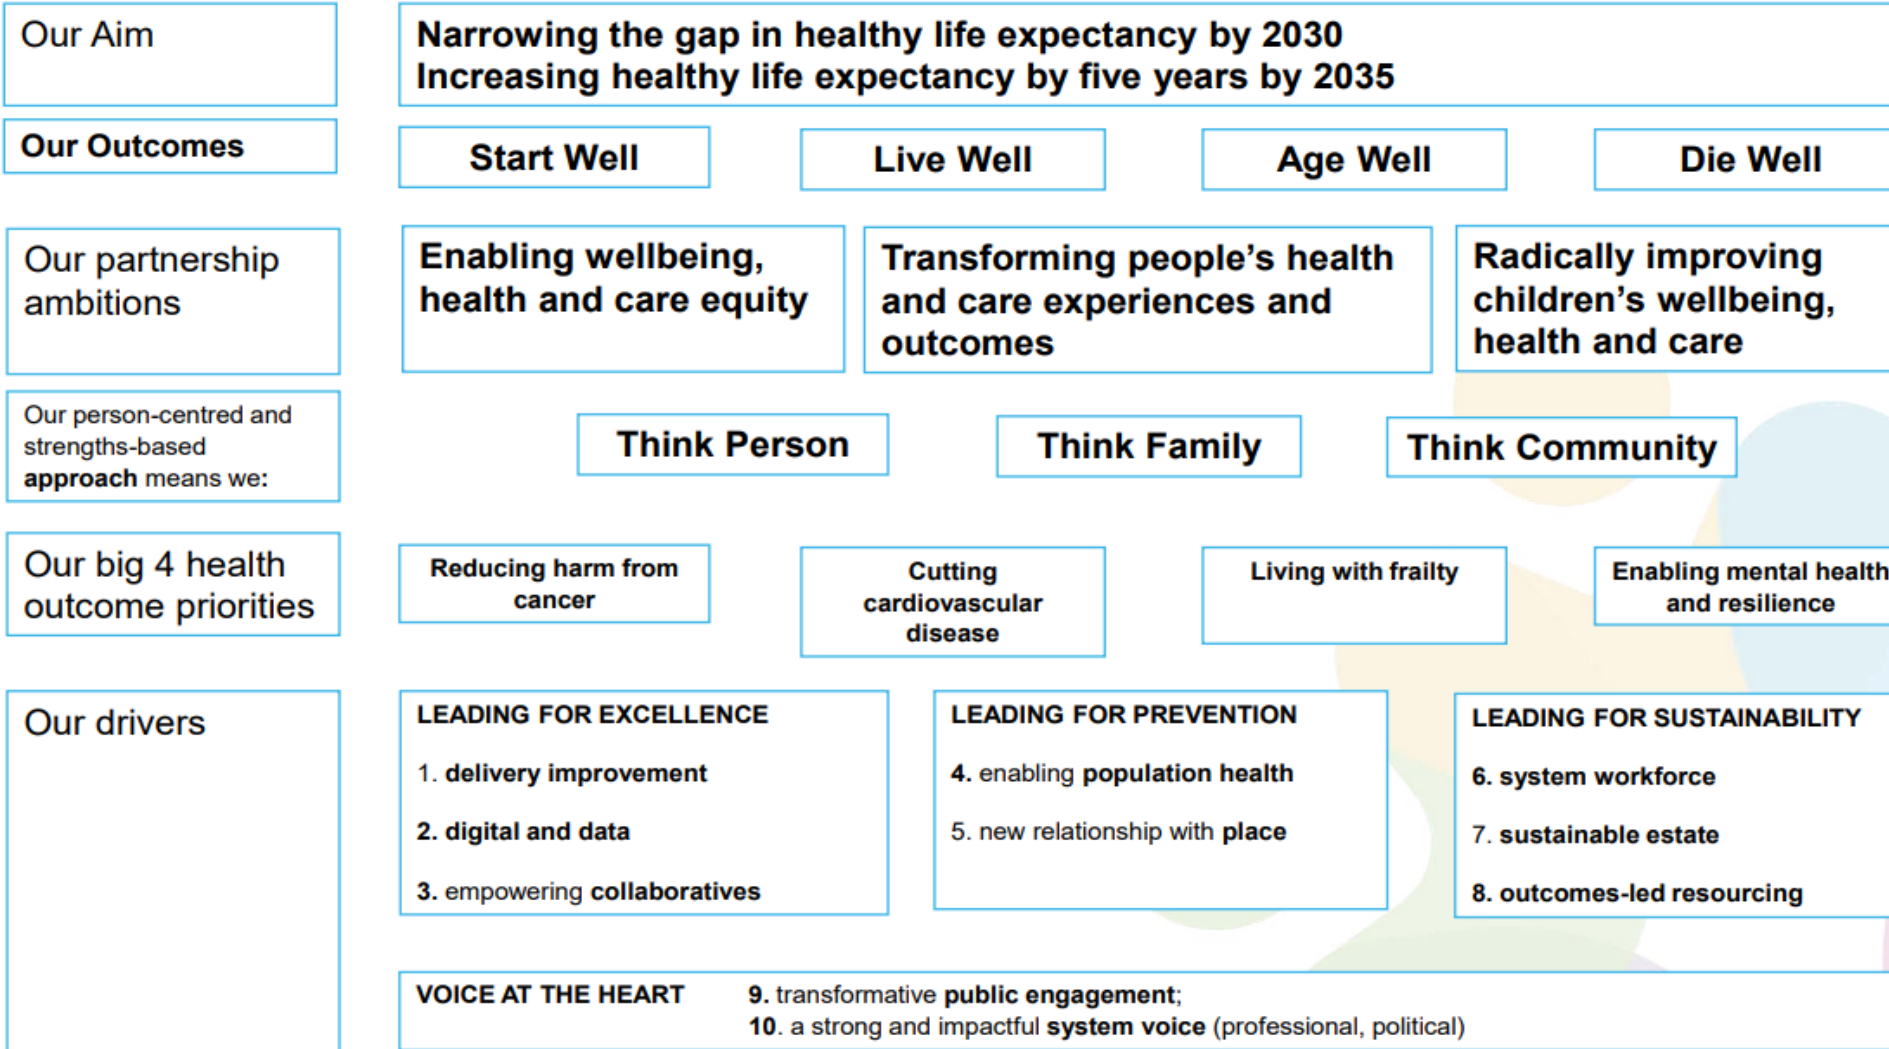 Our Aim
Narrowing the gap in healthy life expectancy by 2030
Increasing healthy life expectancy by five years by 2035
Our Outcomes
Start Well
Live Well
Age Well
Die Well
Our partnership
ambitions
Enabling wellbeing,
health and care equity
Transforming people’s health
and care experiences and
outcomes
Radically improving
children’s wellbeing,
health and care
Our person-centred and
strengths-based
approach means we:
Think Person
Think Family
Think Community
Our big 4 health
outcome priorities
Reducing harm from
cancer
Cutting
cardiovascular
disease
Living with frailty
Enabling mental health
and resilience
Our drivers
LEADING FOR EXCELLENCE
1. delivery improvement
2. digital and data
3. empowering collaboratives
LEADING FOR PREVENTION
4. enabling population health
5. new relationship with place
LEADING FOR SUSTAINABILITY
6. system workforce
7. sustainable estate
8. outcomes-led resourcing
VOICE AT THE HEART
9. transformative public engagement;
10. a strong and impactful system voice (professional, political)